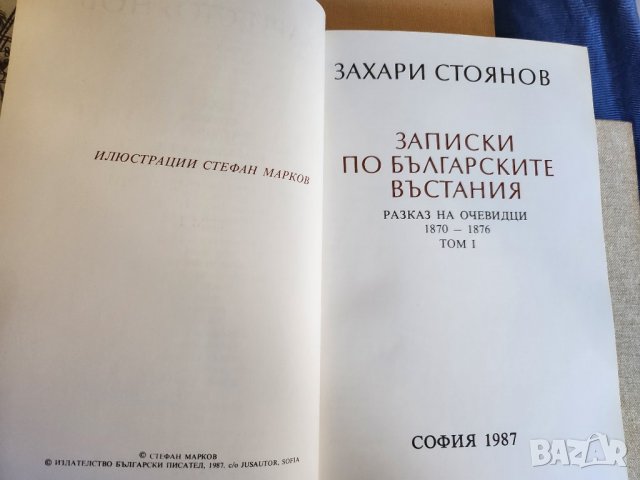 ИЛЮСТРАЦИИ СТЕФАН МАРКОВ
© СТЕФАН МАРКОВ
© ИЗДАТЕЛСТВО БЪЛГАРСКИ ПИСАТЕЛ, 1987. c/o JUSAUTOR, SOFIA
ЗАХАРИ СТОЯНОВ
ЗАПИСКИ
ПО БЪЛГАРСКИТЕ
ВЪСТАНИЯ
РАЗКАЗ НА ОЧЕВИДЦИ
1870 – 1876
ТОМ I
СОФИЯ 1987
BAZAR